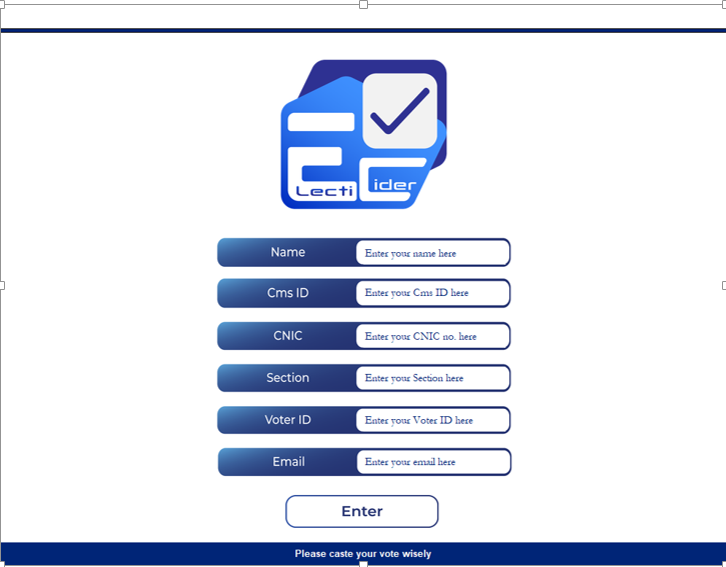 Lecti
ider
Name
Enter your name here
Cms ID
Enter your Cms ID here
CNIC
Enter your CNIC no. here
Section
Enter your Section here
Voter ID
Enter your Voter ID here
Email
Enter your email here
Enter
Please caste your vote wisely